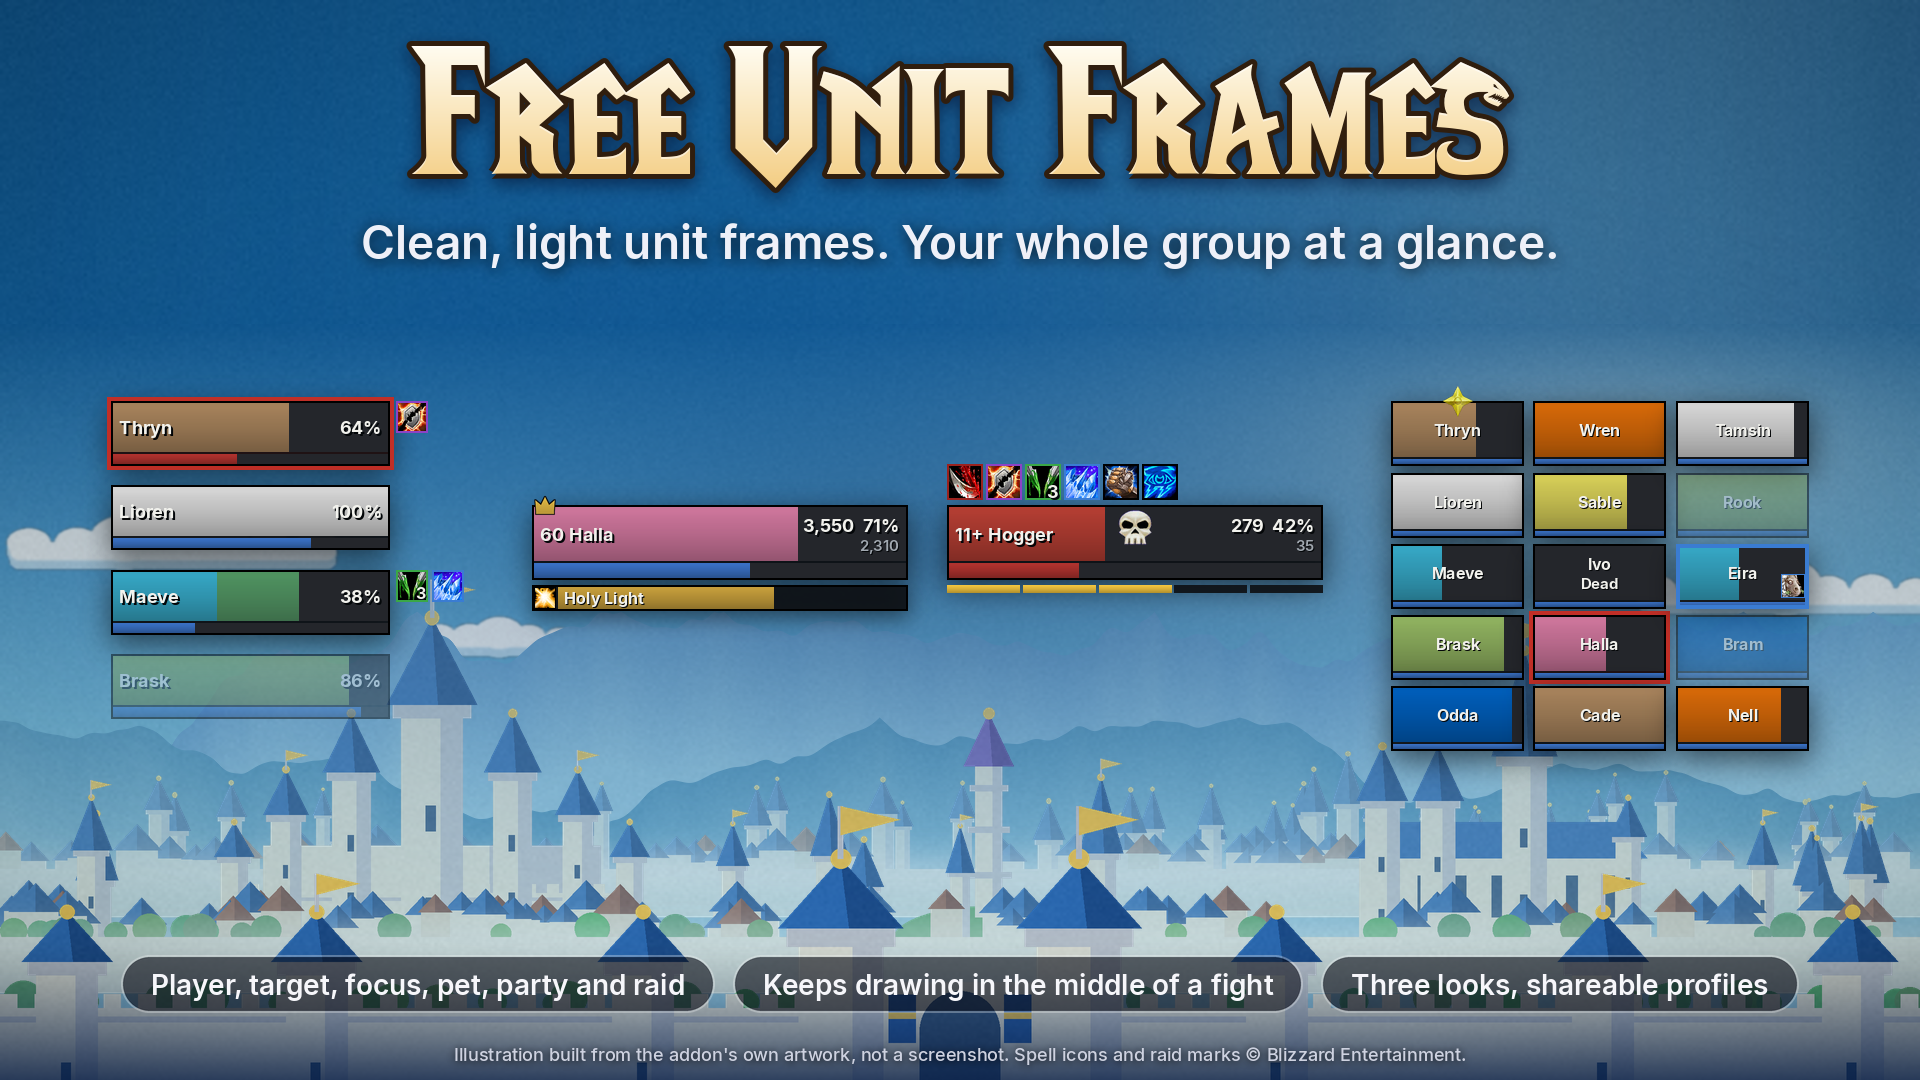 FREE UNIT FRAMES
Clean, light unit frames. Your whole group at a glance.
Thryn 64%
Lioren 100%
Maeve 38%
3
Brask 86%
60 Halla 3,550 71%
2,310
Holy Light
3
11+ Hogger 279 42%
35
Thryn Wren Tamsin
Lioren Sable Rook
Maeve Ivo Dead Eira
Brask Halla Bram
Odda Cade Nell
Player, target, focus, pet, party and raid
Keeps drawing in the middle of a fight
Three looks, shareable profiles
Illustration built from the addon's own artwork, not a screenshot. Spell icons and raid marks © Blizzard Entertainment.